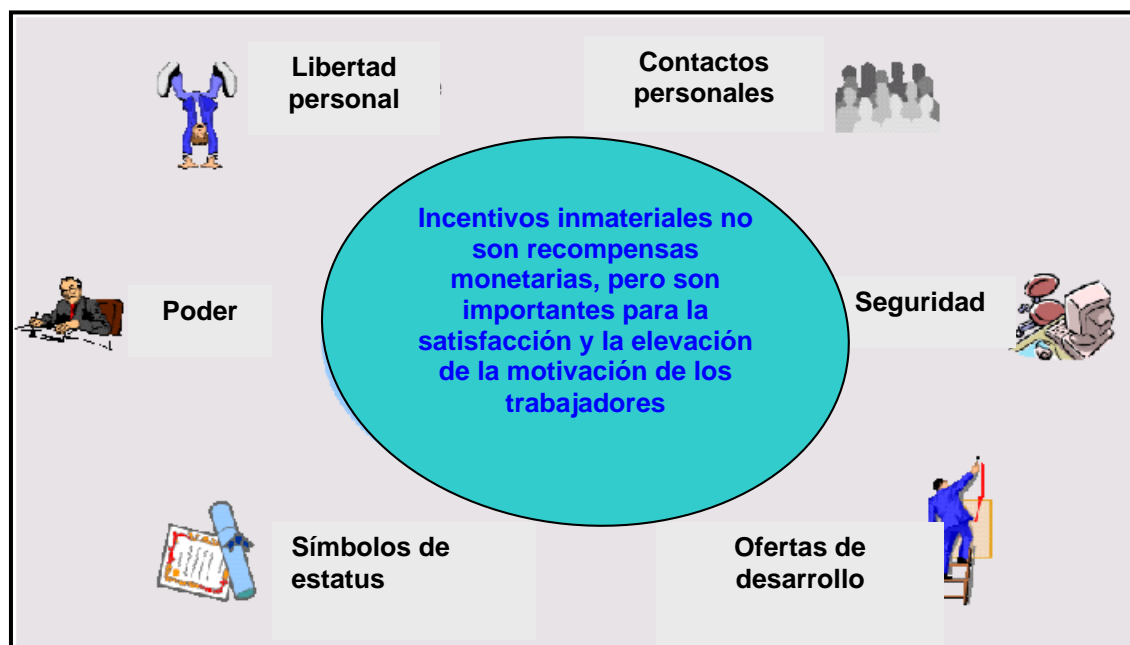 Libertad
personal
Contactos
personales
Incentivos inmateriales no
son recompensas
monetarias, pero son
importantes para la
satisfacción y la elevación
de la motivación de los
trabajadores
Poder
Seguridad
Símbolos de
estatus
Ofertas de
desarrollo